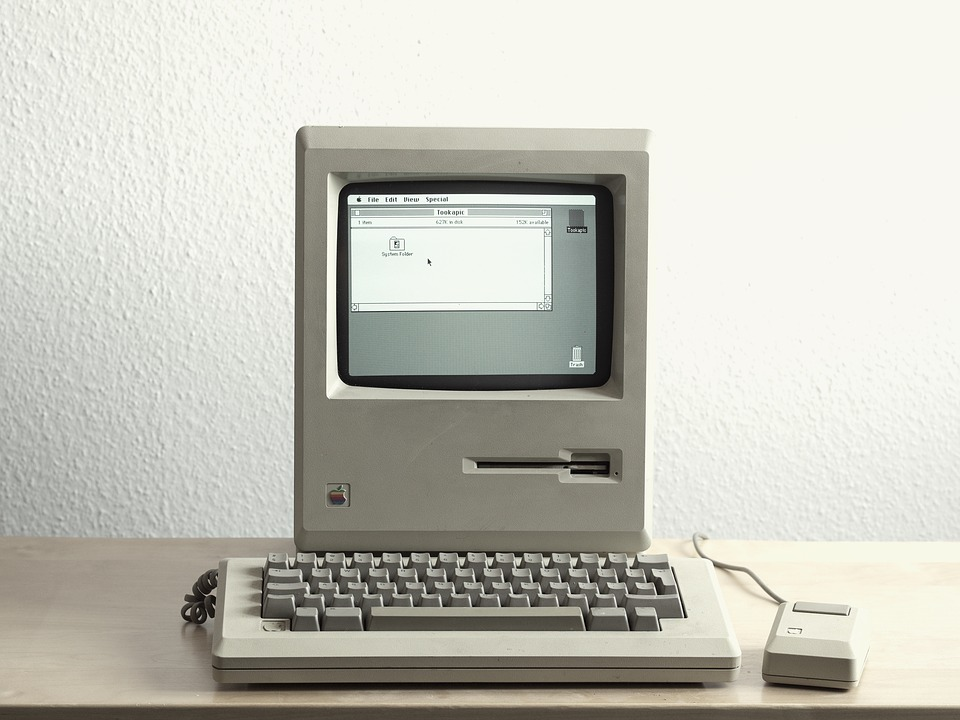 File Edit View Special
Tookapic
1 item 627K in disk 152K available
System Folder
Tookapic
Trash